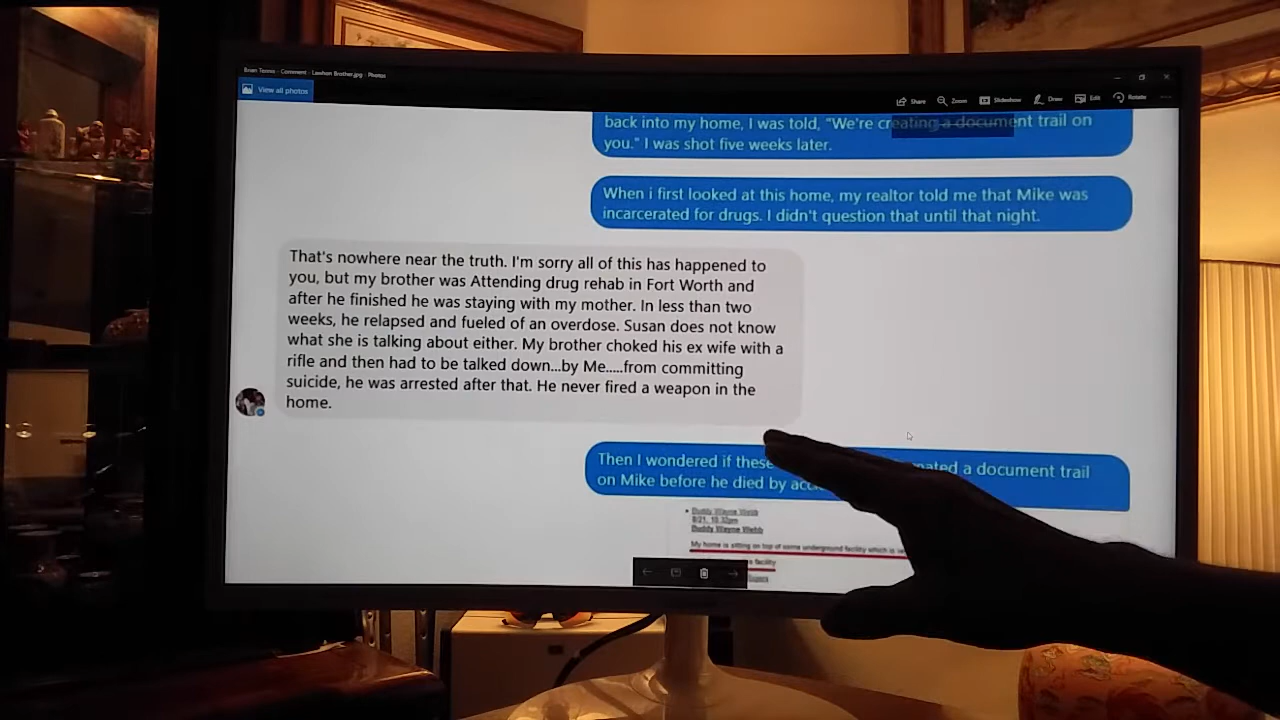 View all photos
Share
Zoom
Slideshow
Draw
Edit
Rotate
back into my home, I was told, "We're creating a document trail on
you." I was shot five weeks later.
When i first looked at this home, my realtor told me that Mike was
incarcerated for drugs. I didn't question that until that night.
That's nowhere near the truth. I'm sorry all of this has happened to
you, but my brother was Attending drug rehab in Fort Worth and
after he finished he was staying with my mother. In less than two
weeks, he relapsed and fueled of an overdose. Susan does not know
what she is talking about either. My brother choked his ex wife with a
rifle and then had to be talked down...by Me.....from committing
suicide, he was arrested after that. He never fired a weapon in the
home.
Then I wondered if these a document trail
on Mike before he died by
My home is sitting on top of some underground facility which is
facility